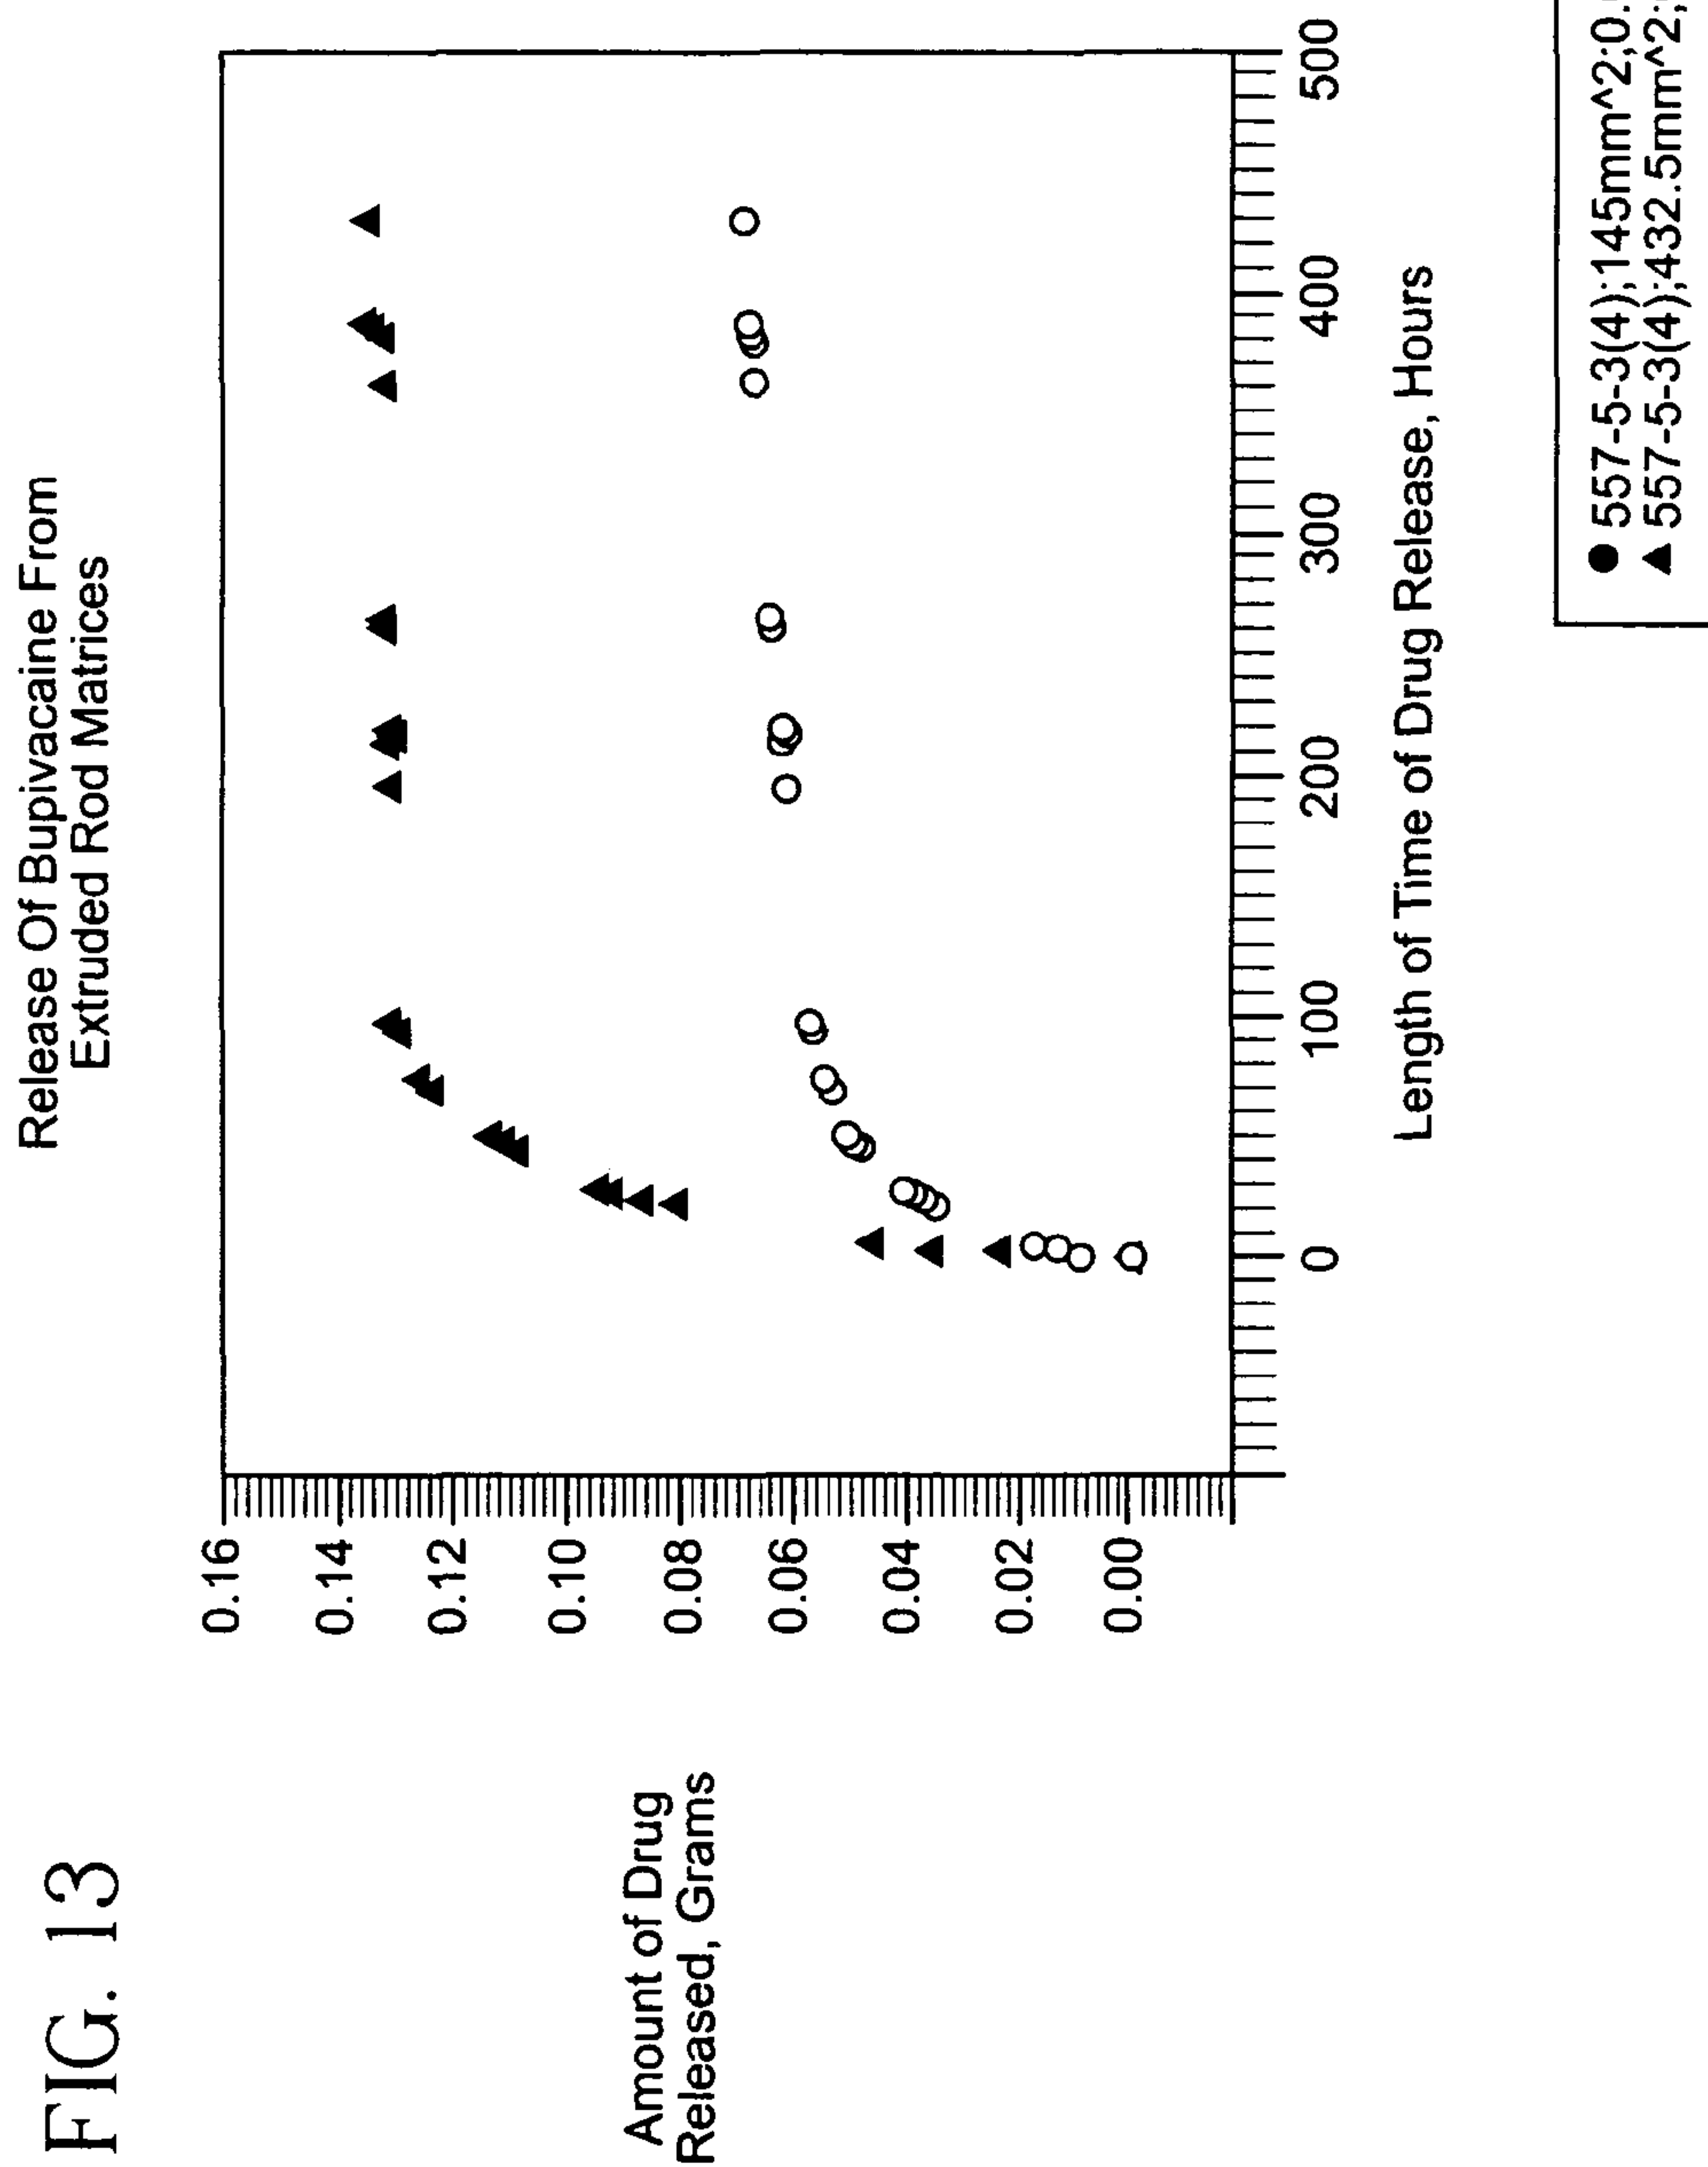 FIG. 13
Release Of Bupivacaine From
Extruded Rod Matrices
Amount of Drug
Released, Grams
0.16
0.14
0.12
0.10
0.08
0.06
0.04
0.02
0.00
0 100 200 300 400 500
Length of Time of Drug Release, Hours
● 557-5-3(4);145mm^2;0.
▲ 557-5-3(4);432.5mm^2;